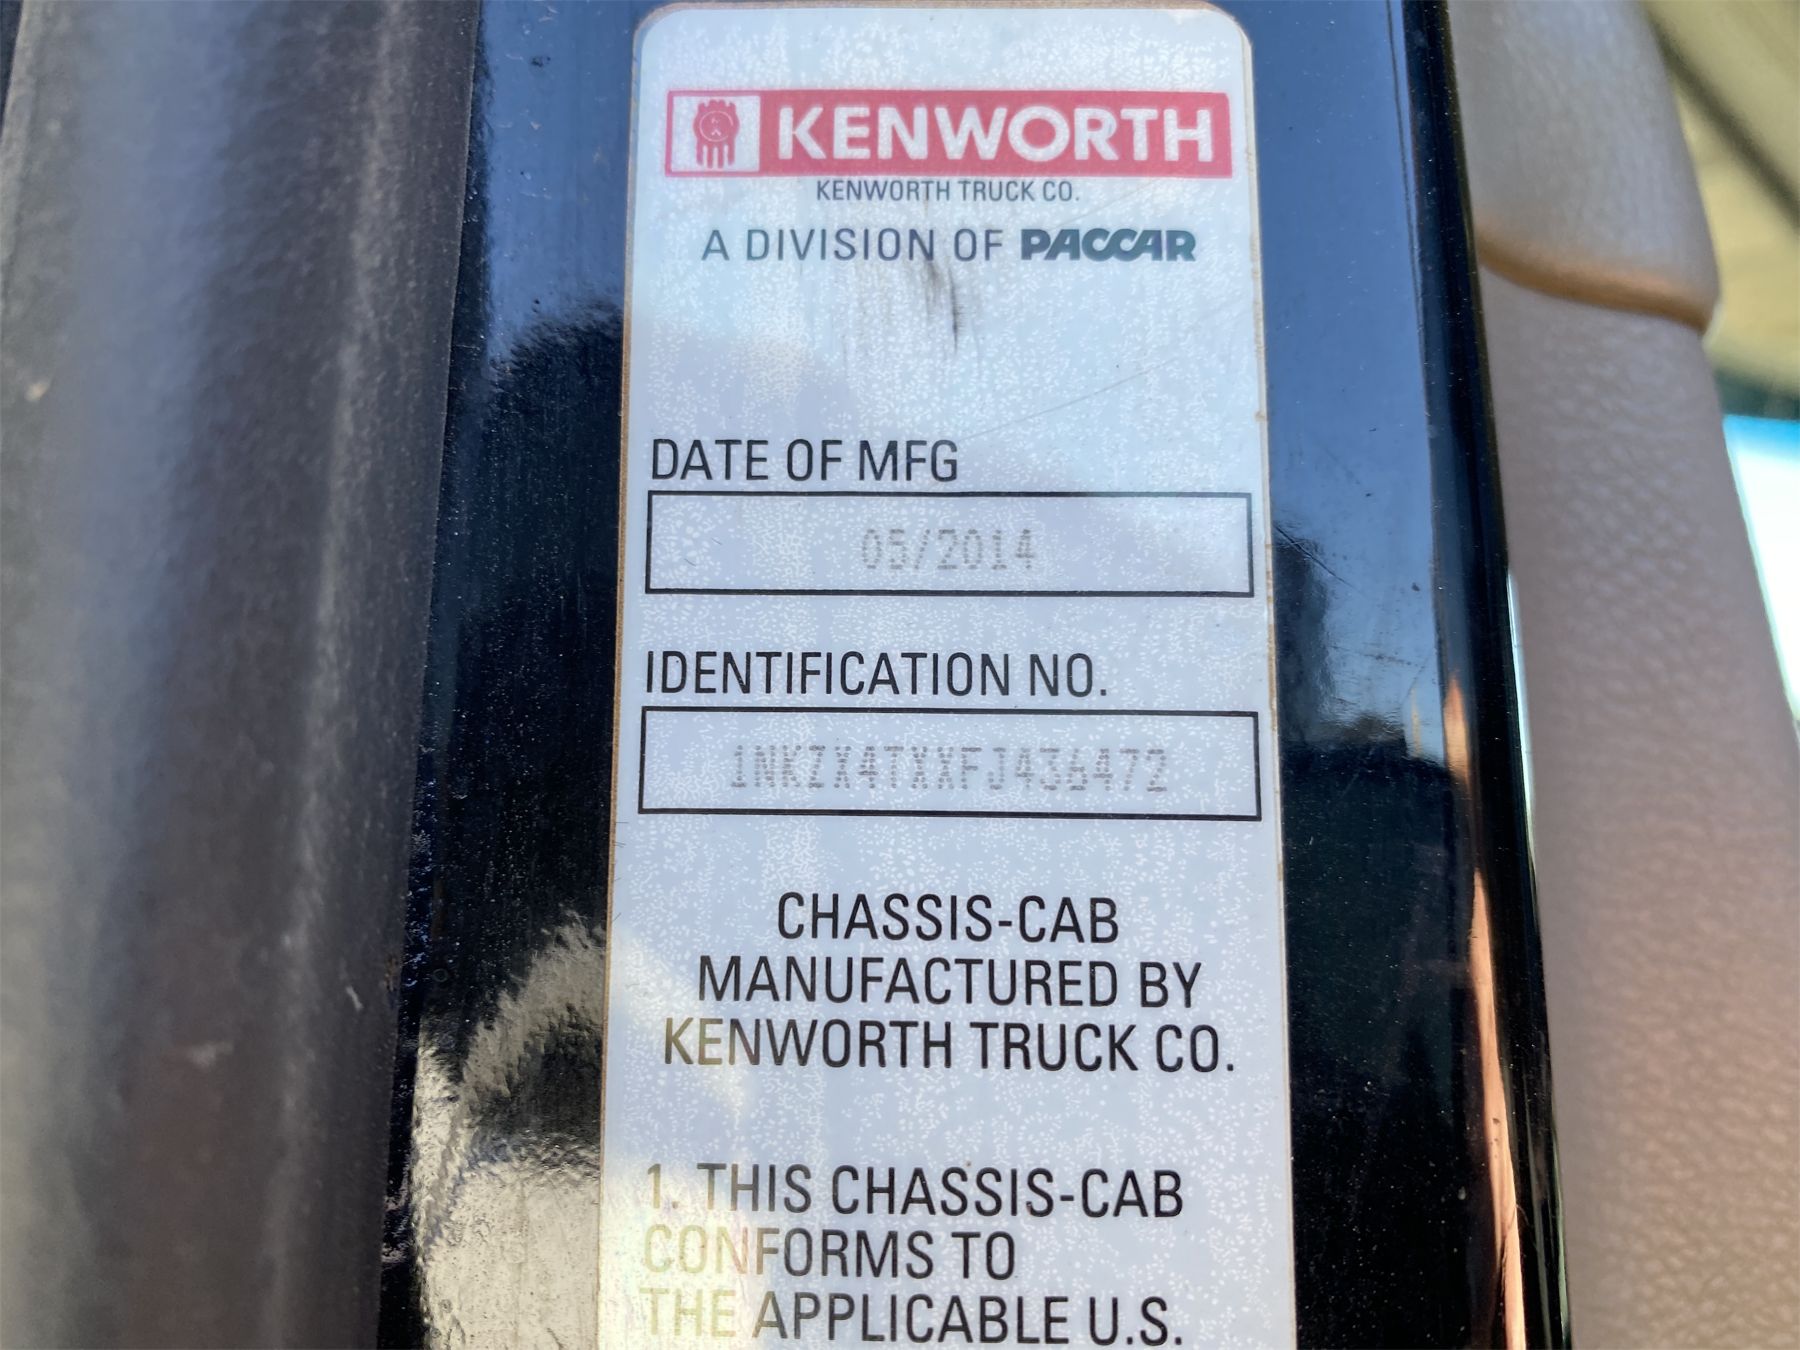 KENWORTH
KENWORTH TRUCK CO.
A DIVISION OF PACCAR
DATE OF MFG
05/2014
IDENTIFICATION NO.
1NKZX4TXXFJ436472
CHASSIS-CAB
MANUFACTURED BY
KENWORTH TRUCK CO.
1. THIS CHASSIS-CAB
CONFORMS TO
THE APPLICABLE U.S.